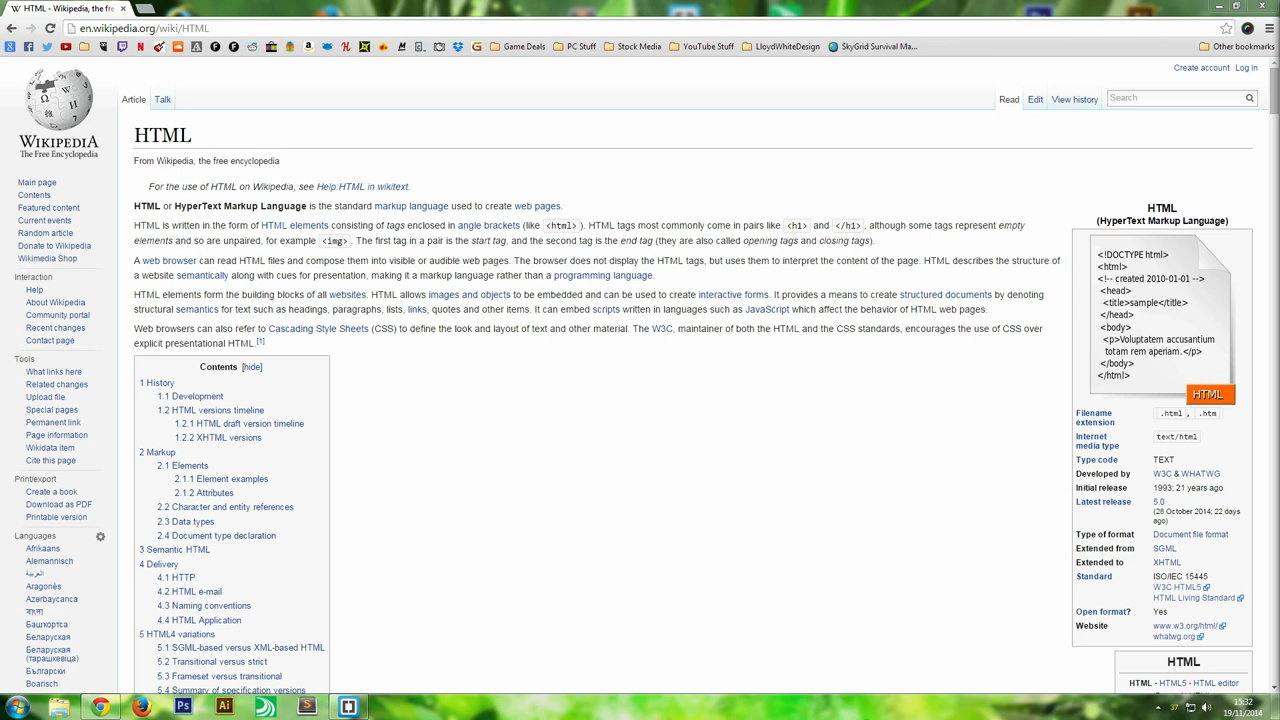 HTML - Wikipedia, the fre
en.wikipedia.org/wiki/HTML
Game Deals
PC Stuff
Stock Media
YouTube Stuff
LloydWhiteDesign
SkyGrid Survival Ma...
Other bookmarks
Create account Log in
Article Talk
Read Edit View history Search
WIKIPEDIA
The Free Encyclopedia
Main page
Contents
Featured content
Current events
Random article
Donate to Wikipedia
Wikimedia Shop
Interaction
Help
About Wikipedia
Community portal
Recent changes
Contact page
Tools
What links here
Related changes
Upload file
Special pages
Permanent link
Page information
Wikidata item
Cite this page
Print/export
Create a book
Download as PDF
Printable version
Languages
Afrikaans
Alemannisch
العربية
Aragonés
Azərbaycanca
বাংলা
Башҡортса
Беларуская
Беларуская
(тарашкевіца)
Български
Boarisch
HTML
From Wikipedia, the free encyclopedia
For the use of HTML on Wikipedia, see Help:HTML in wikitext.
HTML or HyperText Markup Language is the standard markup language used to create web pages.
HTML is written in the form of HTML elements consisting of tags enclosed in angle brackets (like <html>). HTML tags most commonly come in pairs like <h1> and </h1>, although some tags represent empty
elements and so are unpaired, for example <img>. The first tag in a pair is the start tag, and the second tag is the end tag (they are also called opening tags and closing tags).
A web browser can read HTML files and compose them into visible or audible web pages. The browser does not display the HTML tags, but uses them to interpret the content of the page. HTML describes the structure of
a website semantically along with cues for presentation, making it a markup language rather than a programming language.
HTML elements form the building blocks of all websites. HTML allows images and objects to be embedded and can be used to create interactive forms. It provides a means to create structured documents by denoting
structural semantics for text such as headings, paragraphs, lists, links, quotes and other items. It can embed scripts written in languages such as JavaScript which affect the behavior of HTML web pages.
Web browsers can also refer to Cascading Style Sheets (CSS) to define the look and layout of text and other material. The W3C, maintainer of both the HTML and the CSS standards, encourages the use of CSS over
explicit presentational HTML.[1]
Contents [hide]
1 History
1.1 Development
1.2 HTML versions timeline
1.2.1 HTML draft version timeline
1.2.2 XHTML versions
2 Markup
2.1 Elements
2.1.1 Element examples
2.1.2 Attributes
2.2 Character and entity references
2.3 Data types
2.4 Document type declaration
3 Semantic HTML
4 Delivery
4.1 HTTP
4.2 HTML e-mail
4.3 Naming conventions
4.4 HTML Application
5 HTML4 variations
5.1 SGML-based versus XML-based HTML
5.2 Transitional versus strict
5.3 Frameset versus transitional
5.4 Summary of specification versions
HTML
(HyperText Markup Language)
<!DOCTYPE html>
<html>
<!-- created 2010-01-01 -->
<head>
<title>sample</title>
</head>
<body>
<p>Voluptatem accusantium
totam rem aperiam.</p>
</body>
</html>
HTML
Filename
extension
.html, .htm
Internet
media type
text/html
Type code TEXT
Developed by W3C & WHATWG
Initial release 1993; 21 years ago
Latest release 5.0
(28 October 2014; 22 days
ago)
Type of format Document file format
Extended from SGML
Extended to XHTML
Standard ISO/IEC 15445
W3C HTML5
HTML Living Standard
Open format? Yes
Website www.w3.org/html/
whatwg.org
HTML
HTML · HTML5 · HTML editor
Ps
Ai
S
37
15:32
19/11/2014